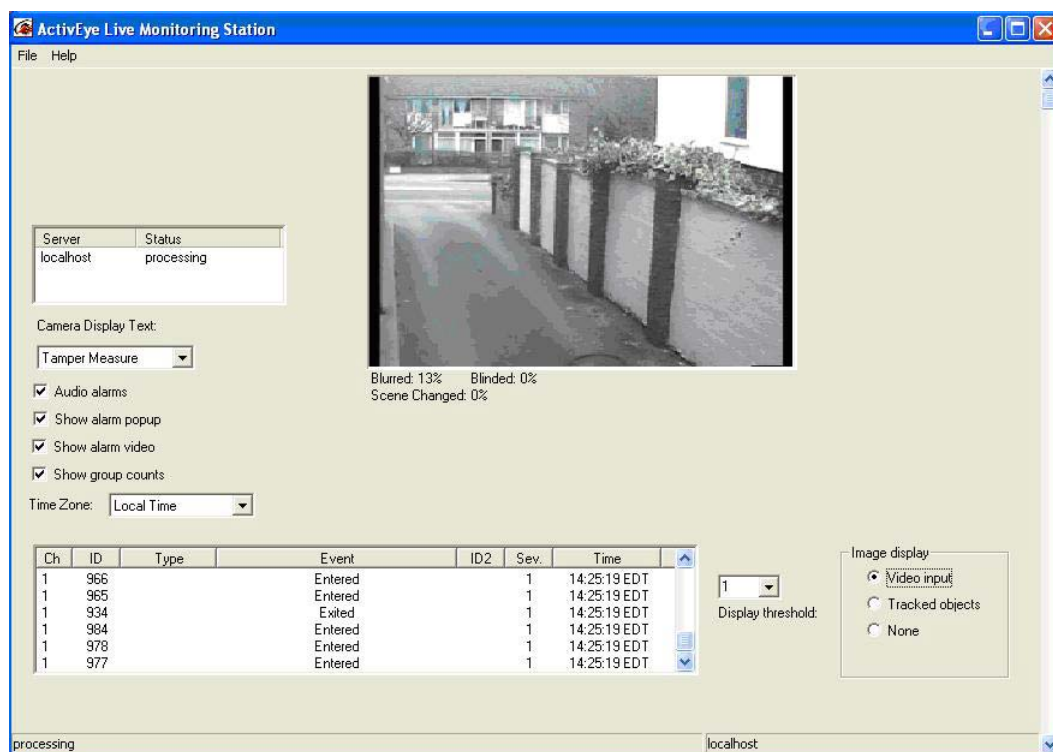 ActivEye Live Monitoring Station
File Help
Server Status
localhost processing
Camera Display Text:
Tamper Measure
Audio alarms
Show alarm popup
Show alarm video
Show group counts
Time Zone: Local Time
Blurred: 13% Blinded: 0%
Scene Changed: 0%
Ch ID Type Event ID2 Sev. Time
1 966 Entered 1 14:25:19 EDT
1 965 Entered 1 14:25:19 EDT
1 934 Exited 1 14:25:19 EDT
1 984 Entered 1 14:25:19 EDT
1 978 Entered 1 14:25:19 EDT
1 977 Entered 1 14:25:19 EDT
1
Display threshold:
Image display
Video input
Tracked objects
None
processing localhost